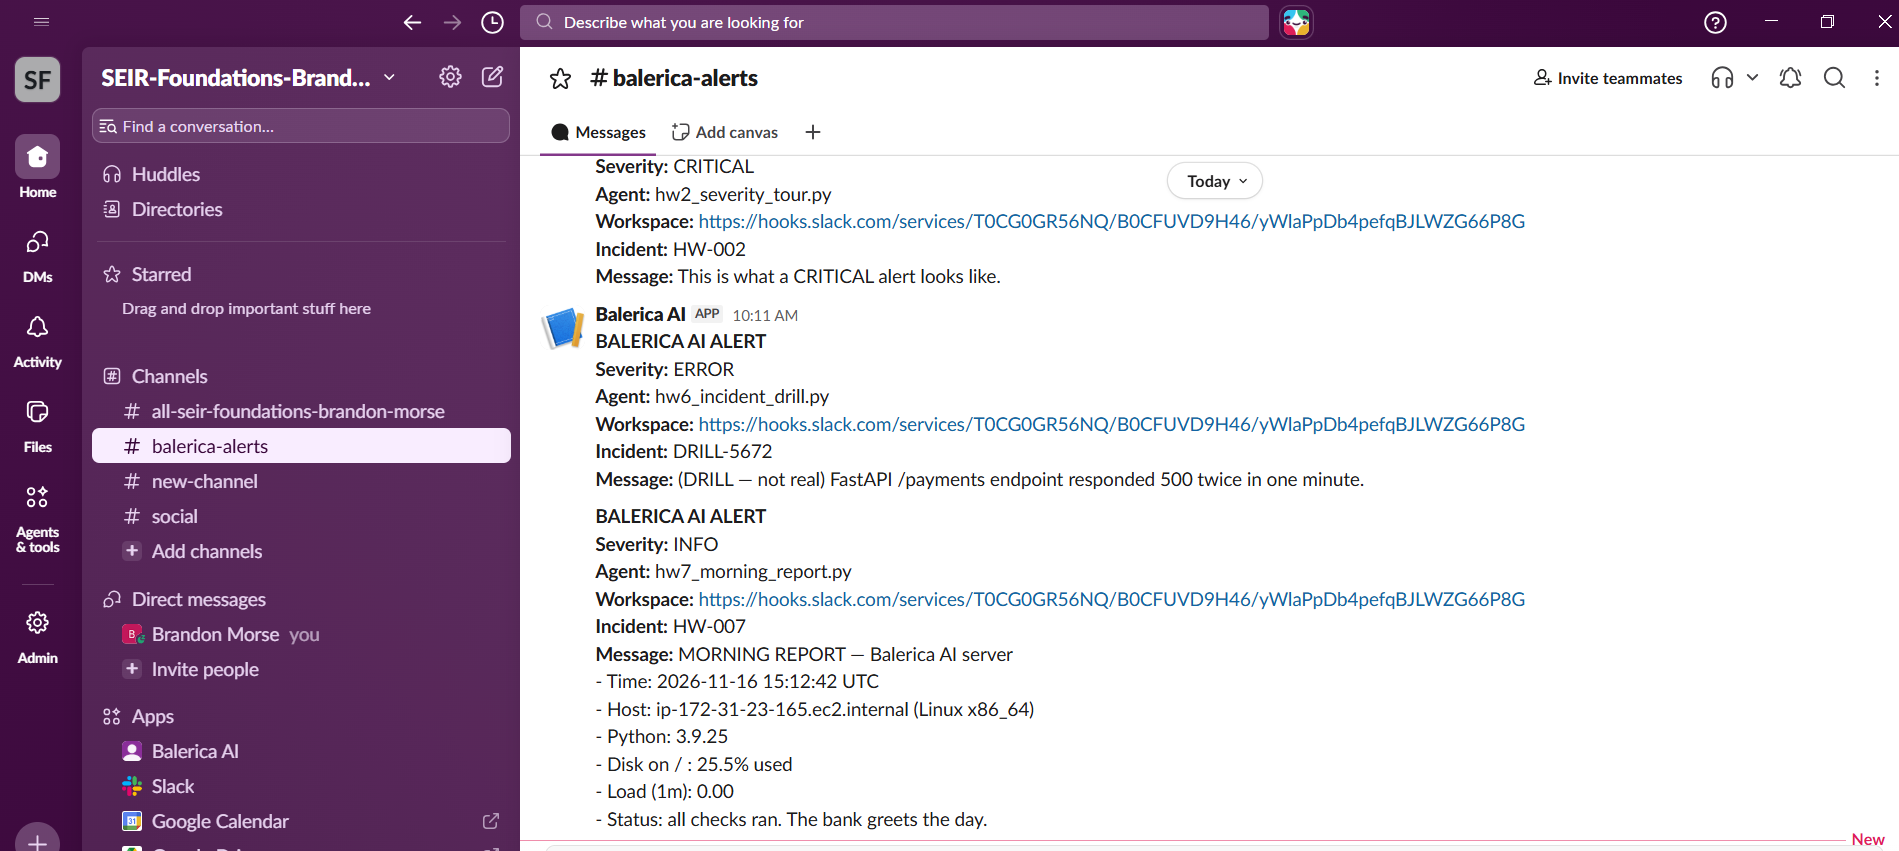 Describe what you are looking for
SF
SEIR-Foundations-Brand...
Find a conversation...
Home
DMs
Activity
Files
Agents
& tools
Admin
Huddles
Directories
Starred
Drag and drop important stuff here
Channels
# all-seir-foundations-brandon-morse
# balerica-alerts
# new-channel
# social
+ Add channels
Direct messages
B Brandon Morse you
+ Invite people
Apps
Balerica AI
Slack
31 Google Calendar
# balerica-alerts
Invite teammates
Messages
Add canvas
Today
Severity: CRITICAL
Agent: hw2_severity_tour.py
Workspace: https://hooks.slack.com/services/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
Incident: HW-002
Message: This is what a CRITICAL alert looks like.
Balerica AI APP 10:11 AM
BALERICA AI ALERT
Severity: ERROR
Agent: hw6_incident_drill.py
Workspace: https://hooks.slack.com/services/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
Incident: DRILL-5672
Message: (DRILL — not real) FastAPI /payments endpoint responded 500 twice in one minute.
BALERICA AI ALERT
Severity: INFO
Agent: hw7_morning_report.py
Workspace: https://hooks.slack.com/services/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
Incident: HW-007
Message: MORNING REPORT — Balerica AI server
- Time: 2026-11-16 15:12:42 UTC
- Host: ip-172-31-23-165.ec2.internal (Linux x86_64)
- Python: 3.9.25
- Disk on / : 25.5% used
- Load (1m): 0.00
- Status: all checks ran. The bank greets the day.
New